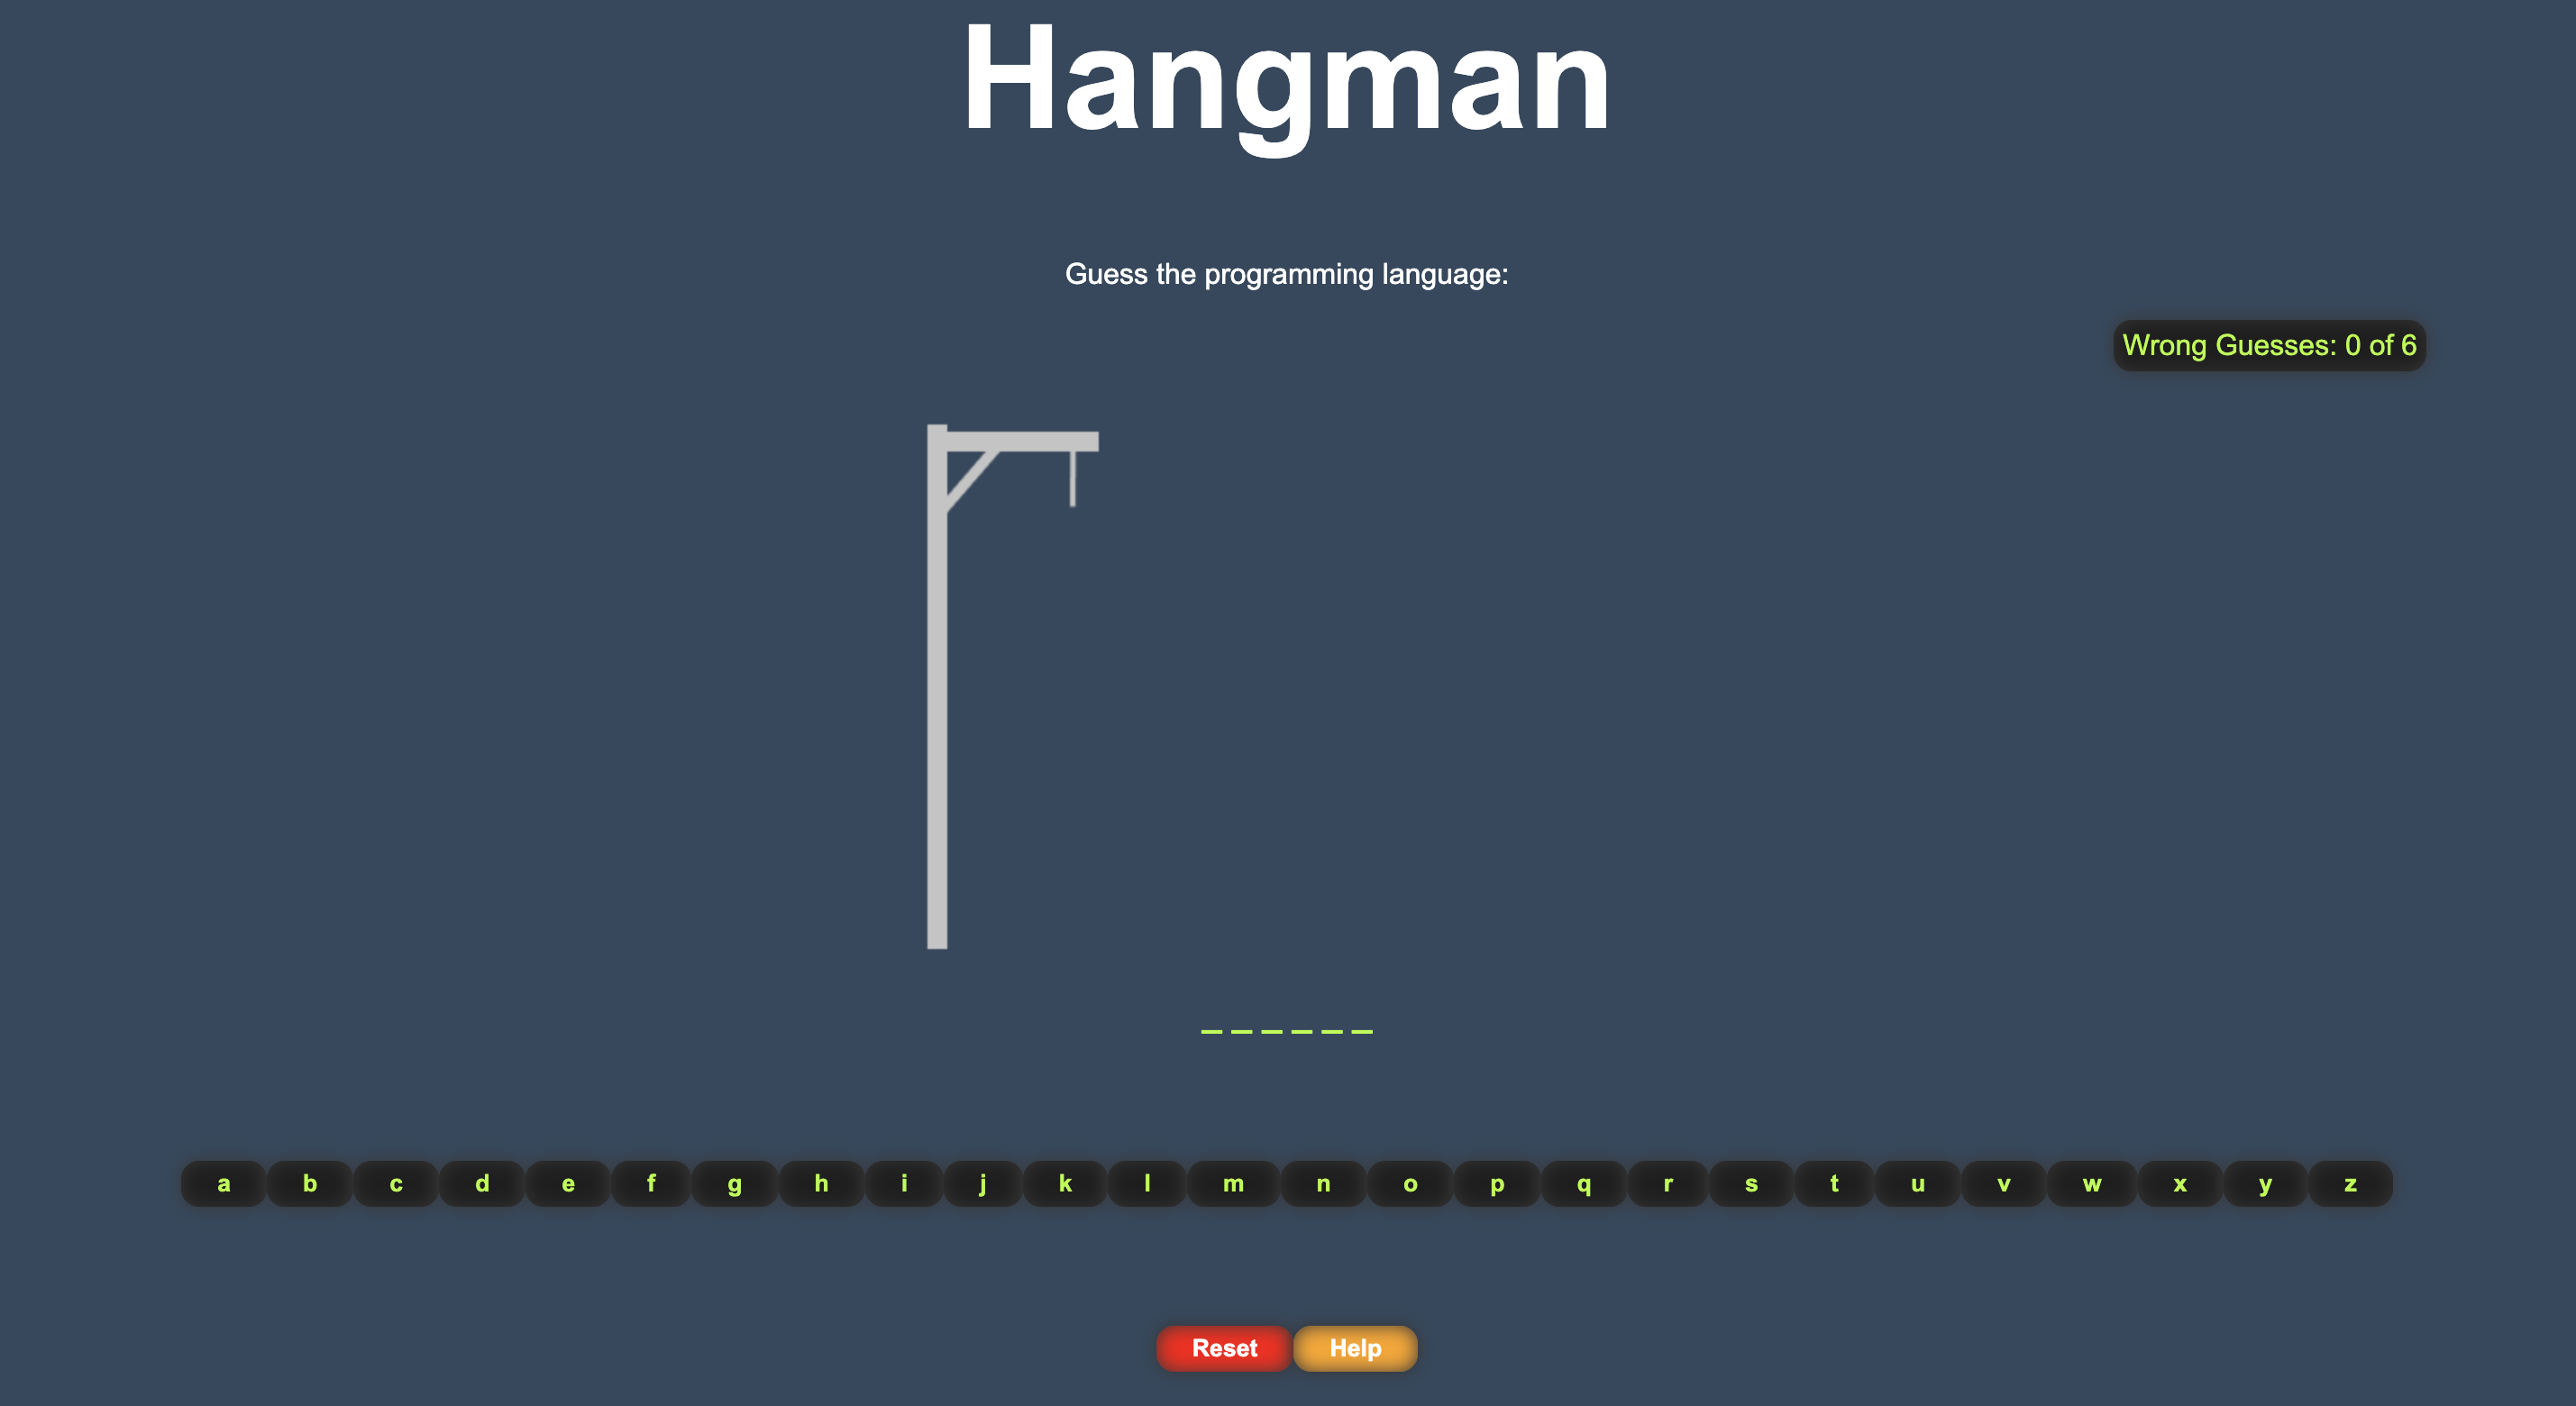 Hangman
Guess the programming language:
Wrong Guesses: 0 of 6
_ _ _ _ _ _
a b c d e f g h i j k l m n o p q r s t u v w x y z
Reset Help